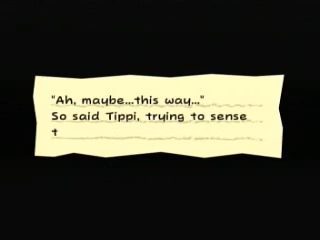 "Ah, maybe...this way..."
So said Tippi, trying to sense
t